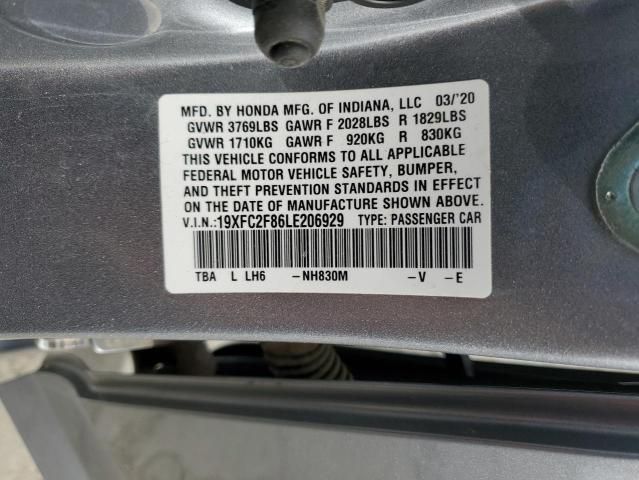 MFD. BY HONDA MFG. OF INDIANA, LLC 03/'20
GVWR 3769LBS GAWR F 2028LBS R 1829LBS
GVWR 1710KG GAWR F 920KG R 830KG
THIS VEHICLE CONFORMS TO ALL APPLICABLE
FEDERAL MOTOR VEHICLE SAFETY, BUMPER,
AND THEFT PREVENTION STANDARDS IN EFFECT
ON THE DATE OF MANUFACTURE SHOWN ABOVE.
V.I.N.:19XFC2F86LE206929 TYPE: PASSENGER CAR
TBA L LH6 -NH830M -V -E